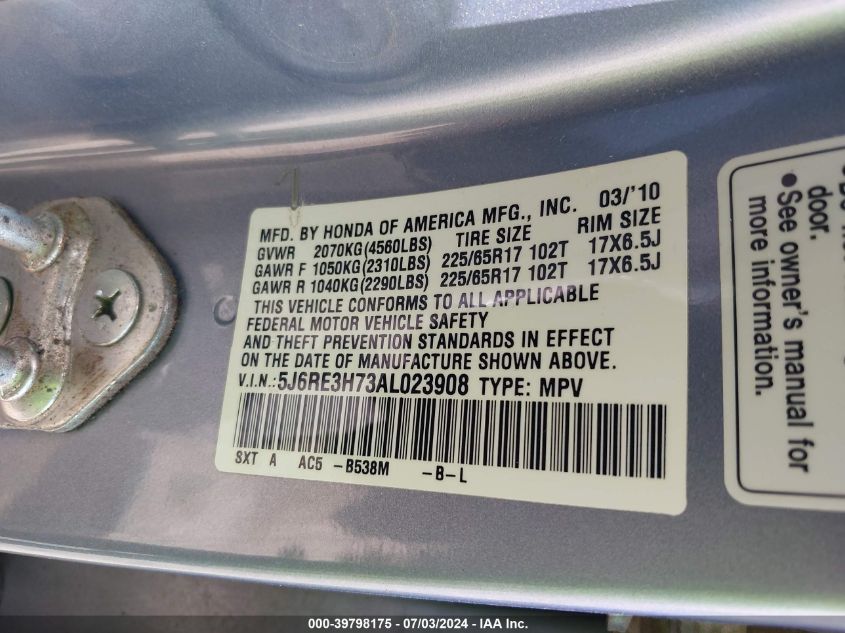 MFD. BY HONDA OF AMERICA MFG., INC. 03/'10
GVWR 2070KG(4560LBS) TIRE SIZE RIM SIZE
GAWR F 1050KG(2310LBS) 225/65R17 102T 17X6.5J
GAWR R 1040KG(2290LBS) 225/65R17 102T 17X6.5J
THIS VEHICLE CONFORMS TO ALL APPLICABLE
FEDERAL MOTOR VEHICLE SAFETY
AND THEFT PREVENTION STANDARDS IN EFFECT
ON THE DATE OF MANUFACTURE SHOWN ABOVE.
V.I.N.:5J6RE3H73AL023908 TYPE: MPV
SXT A AC5 -B538M -B-L
door.
•See owner's manual for
more information.
000-39798175 - 07/03/2024 - IAA Inc.